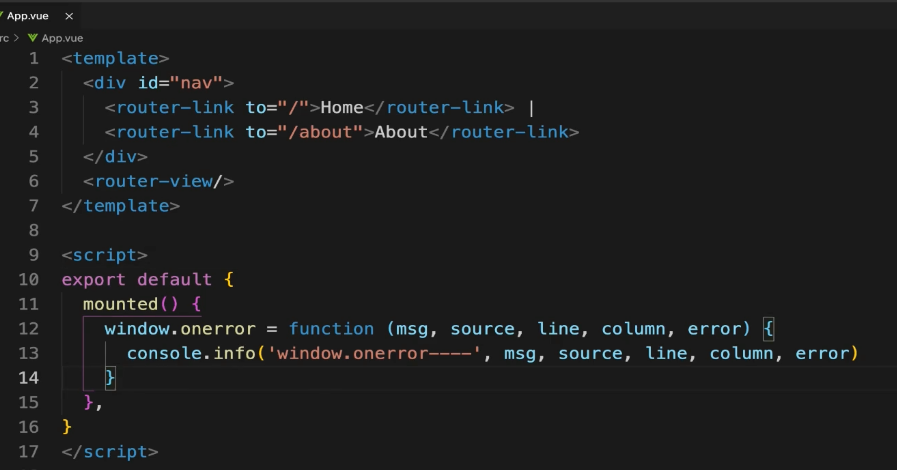 App.vue ×
rc > App.vue
1 <template>
2 <div id="nav">
3 <router-link to="/">Home</router-link> |
4 <router-link to="/about">About</router-link>
5 </div>
6 <router-view/>
7 </template>
8
9 <script>
10 export default {
11 mounted() {
12 window.onerror = function (msg, source, line, column, error) {
13 console.info('window.onerror----', msg, source, line, column, error)
14 }
15 },
16 }
17 </script>